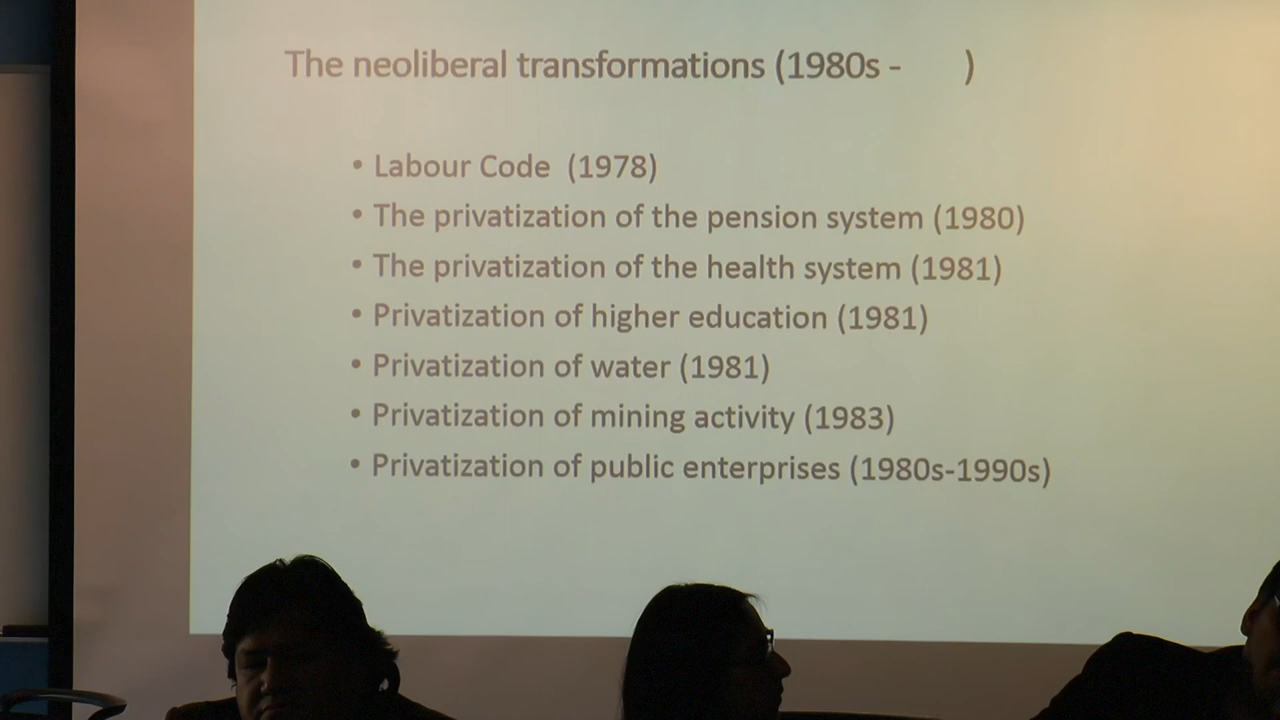 The neoliberal transformations (1980s -       )
• Labour Code  (1978)
• The privatization of the pension system (1980)
• The privatization of the health system (1981)
• Privatization of higher education (1981)
• Privatization of water (1981)
• Privatization of mining activity (1983)
• Privatization of public enterprises (1980s-1990s)